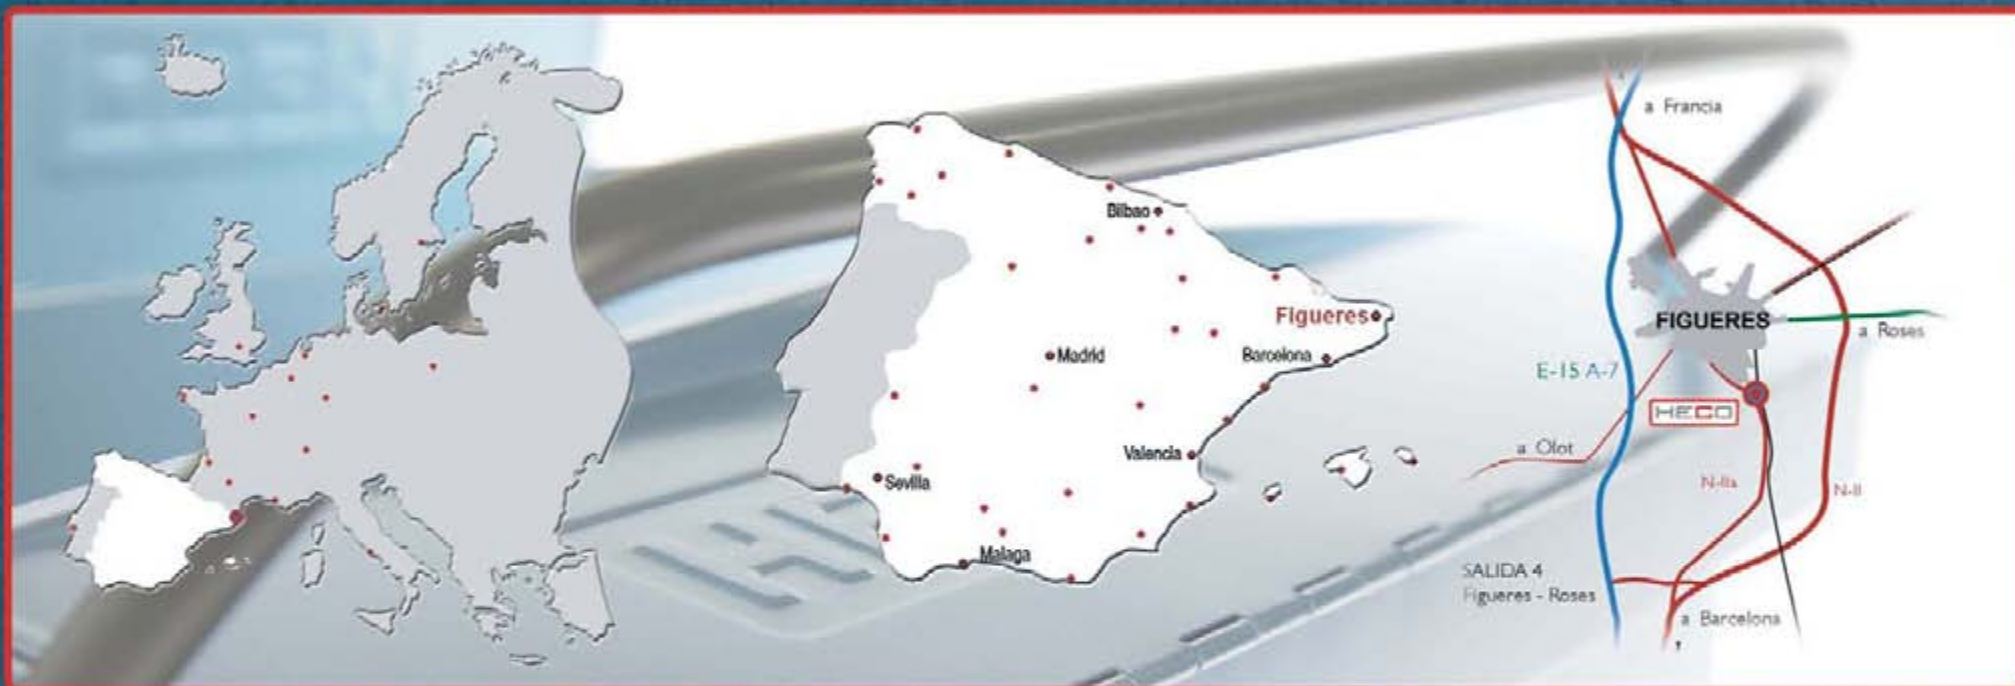 Bilbao
Figueres
Madrid
Barcelona
Valencia
Sevilla
Malaga
a Francia
FIGUERES
a Roses
E-15 A-7
HECO
a Olot
N-IIa
N-II
SALIDA 4
Figueres - Roses
a Barcelona